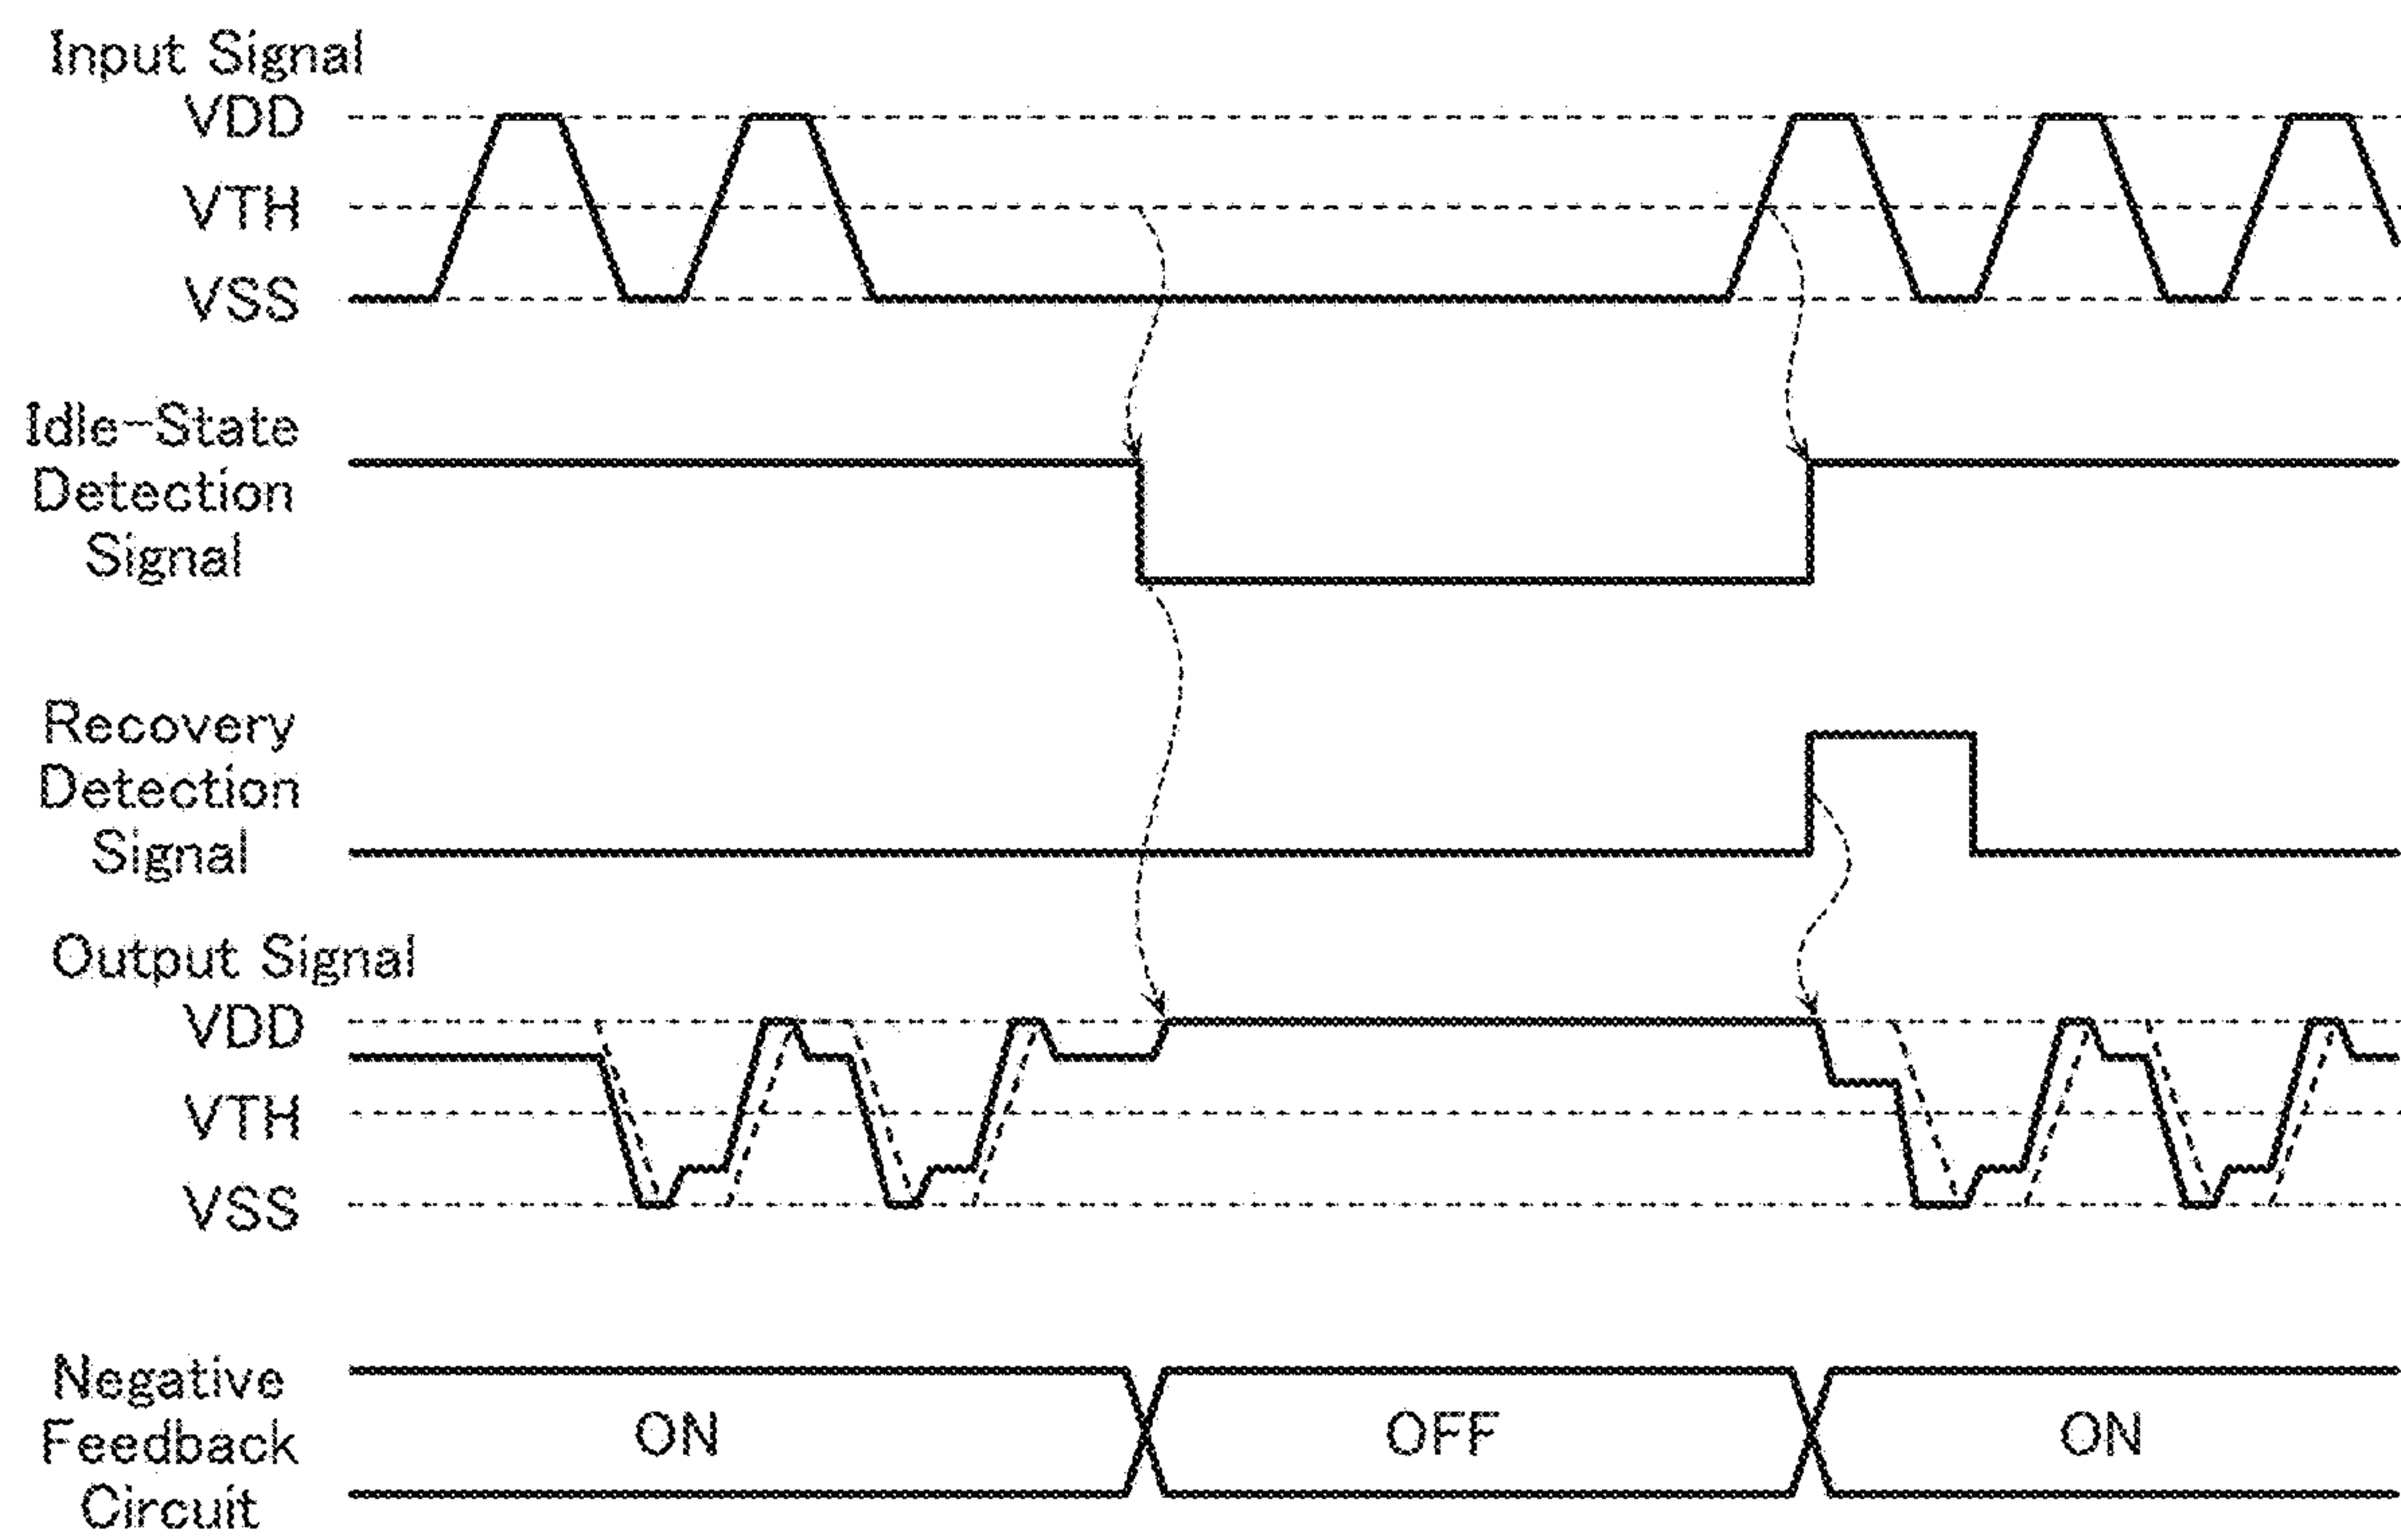 Input Signal
VDD
VTH
VSS
Idle-State
Detection
Signal
Recovery
Detection
Signal
Output Signal
VDD
VTH
VSS
Negative
Feedback
Circuit
ON
OFF
ON